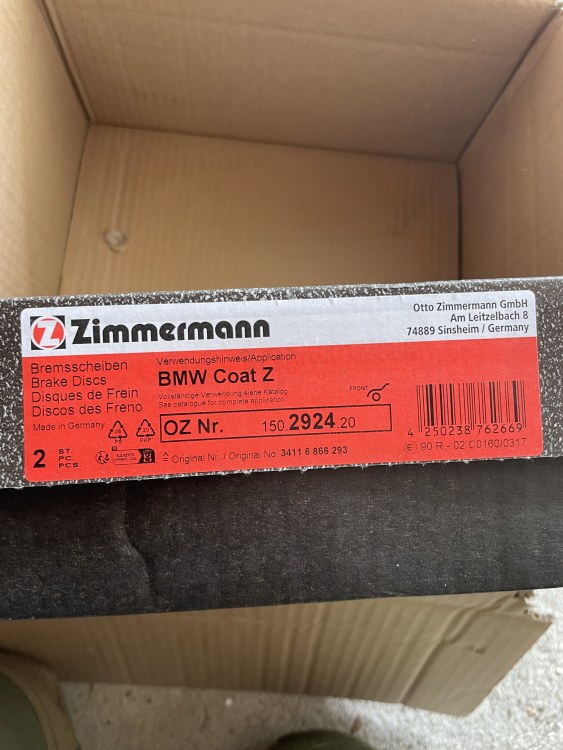 Zimmermann
Otto Zimmermann GmbH
Am Leitzelbach 8
74889 Sinsheim / Germany
Bremsscheiben
Brake Discs
Disques de Frein
Discos des Freno
Made in Germany
Verwendungshinweis/Application
BMW Coat Z
Vollständige Verwendung siehe Katalog
See catalogue for complete application
FRONT
OZ Nr. 150.2924.20
4 250238 762669
E1 90 R - 02 C0160/0317
2 ST. PC. PCS.
PAP
≙ Original Nr. / Original No. 3411 6 866 293